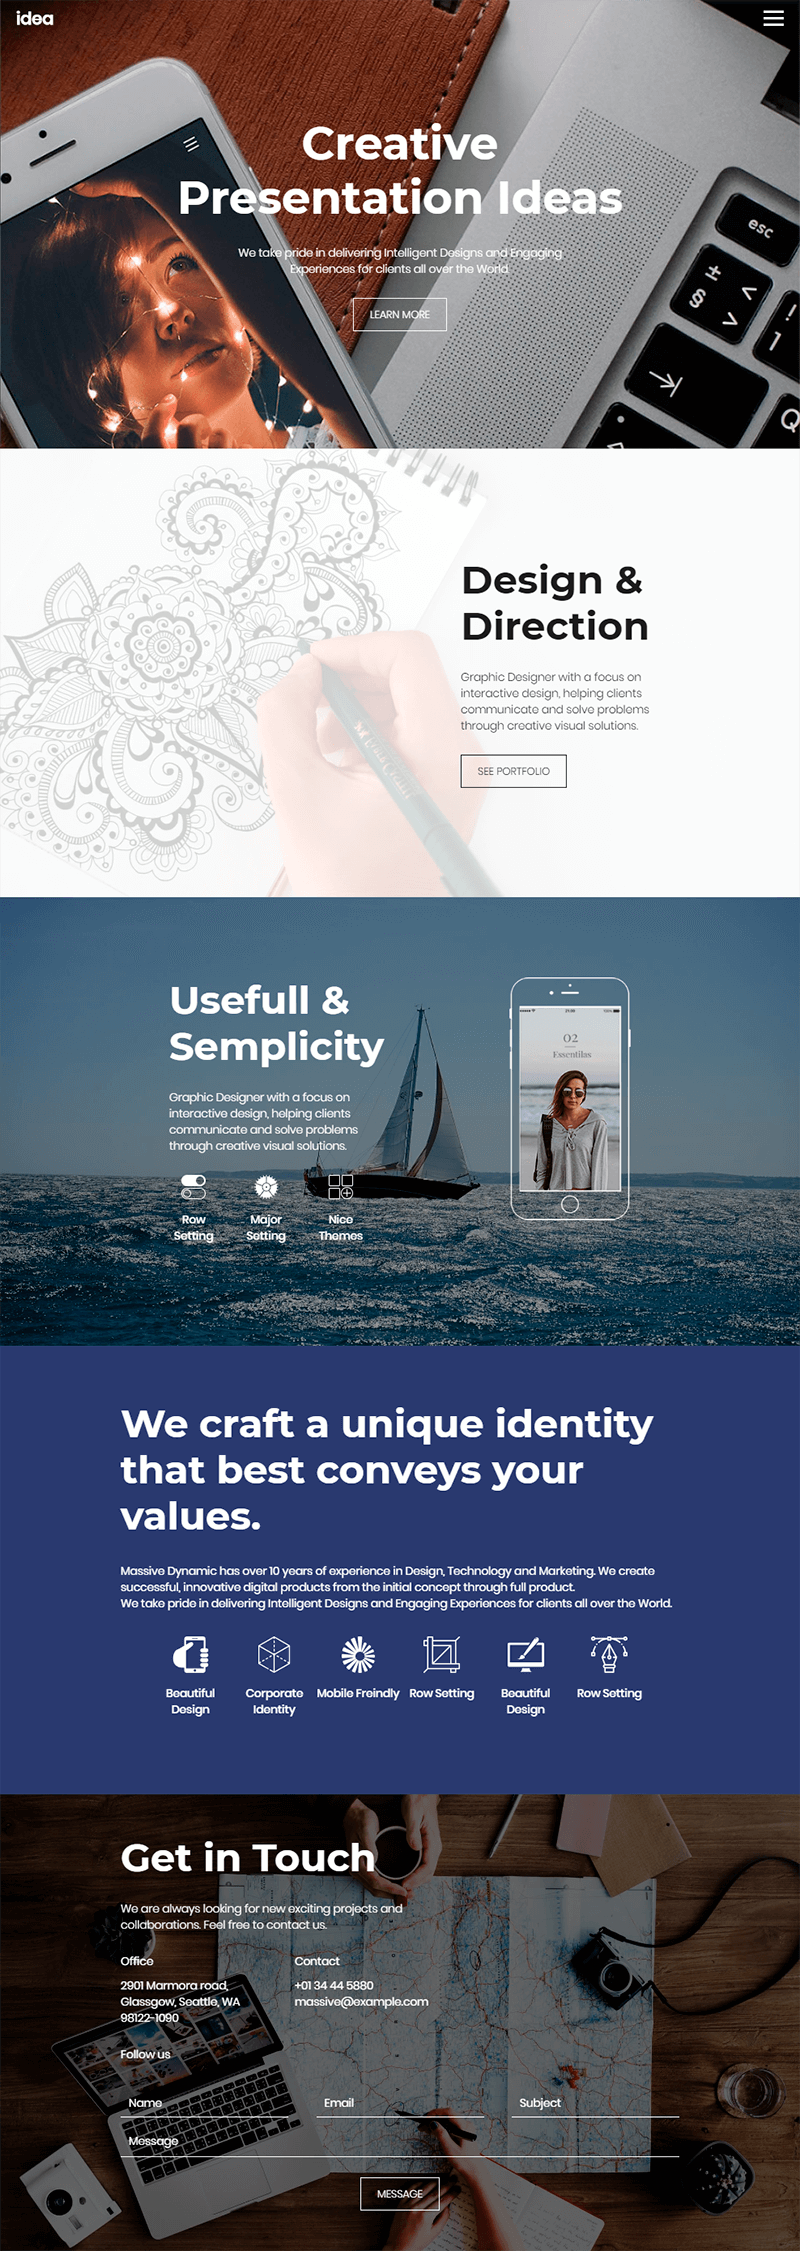 idea
Creative
Presentation Ideas
We take pride in delivering Intelligent Designs and Engaging
Experiences for clients all over the World.
LEARN MORE
esc
±
§
<
>
!
1
Q
Design &
Direction
Graphic Designer with a focus on
interactive design, helping clients
communicate and solve problems
through creative visual solutions.
SEE PORTFOLIO
Usefull &
Semplicity
Graphic Designer with a focus on
interactive design, helping clients
communicate and solve problems
through creative visual solutions.
Row
Setting
Major
Setting
Nice
Themes
02
Essentilas
We craft a unique identity
that best conveys your
values.
Massive Dynamic has over 10 years of experience in Design, Technology and Marketing. We create
successful, innovative digital products from the initial concept through full product.
We take pride in delivering Intelligent Designs and Engaging Experiences for clients all over the World.
Beautiful
Design
Corporate
Identity
Mobile Freindly
Row Setting
Beautiful
Design
Row Setting
Get in Touch
We are always looking for new exciting projects and
collaborations. Feel free to contact us.
Office
2901 Marmora road,
Glassgow, Seattle, WA
98122-1090
Contact
+01 34 44 5880
massive@example.com
Follow us
Name
Email
Subject
Message
MESSAGE